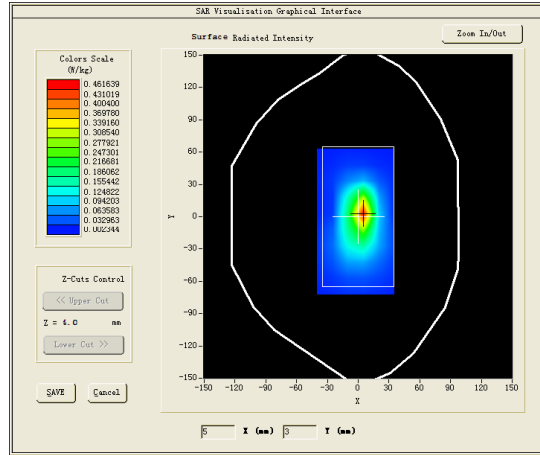 SAR Visualisation Graphical Interface
Surface Radiated Intensity
Zoom In/Out
Colors Scale
(W/kg)
0.461639
0.431019
0.400400
0.369780
0.339160
0.308540
0.277921
0.247301
0.216681
0.186062
0.155442
0.124822
0.094203
0.063583
0.032963
0.002344
Z-Cuts Control
<< Upper Cut
Z = 4.0 mm
Lower Cut >>
SAVE Cancel
150-
120-
90-
60-
30-
Y 0-
-30-
-60-
-90-
-120-
-150-
-150 -120 -90 -60 -30 0 30 60 90 120 150
X
5 X (mm) 3 Y (mm)